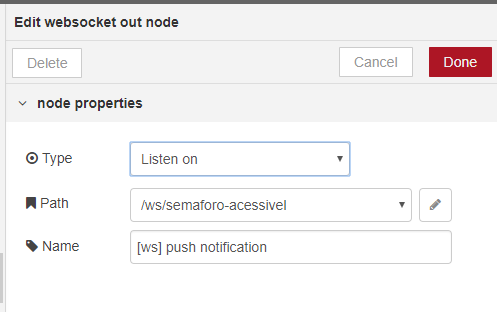 Edit websocket out node
Delete
Cancel
Done
node properties
Type
Listen on
Path
/ws/semaforo-acessivel
Name
[ws] push notification